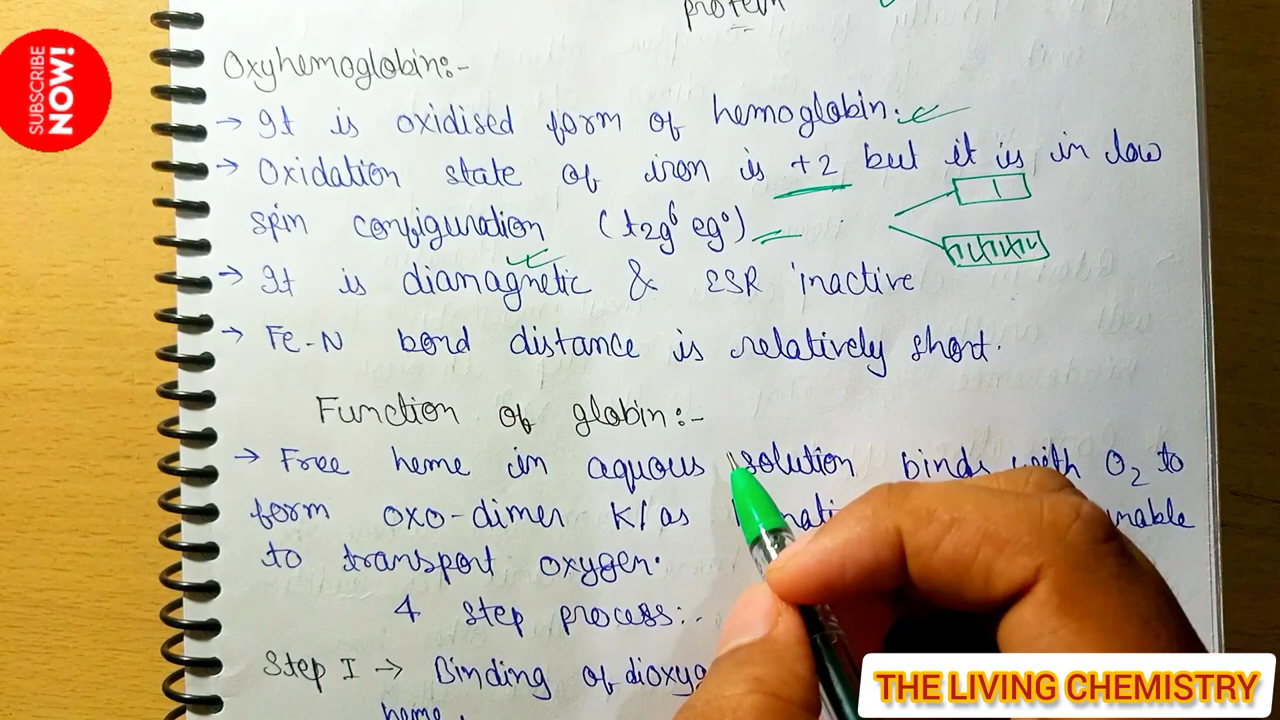 protein
SUBSCRIBE
NOW!
Oxyhemoglobin:-
→ It is oxidised form of hemoglobin.
→ Oxidation state of iron is +2 but it is in low
spin configuration (t2g⁶ eg⁰)
→ It is diamagnetic & ESR inactive
→ Fe-N bond distance is relatively short.
Function of globin:-
→ Free heme in aquous solution binds with O₂ to
form oxo-dimer K/as
to transport oxygen.
4 step process:-
Step I → Binding of
heme.
THE LIVING CHEMISTRY